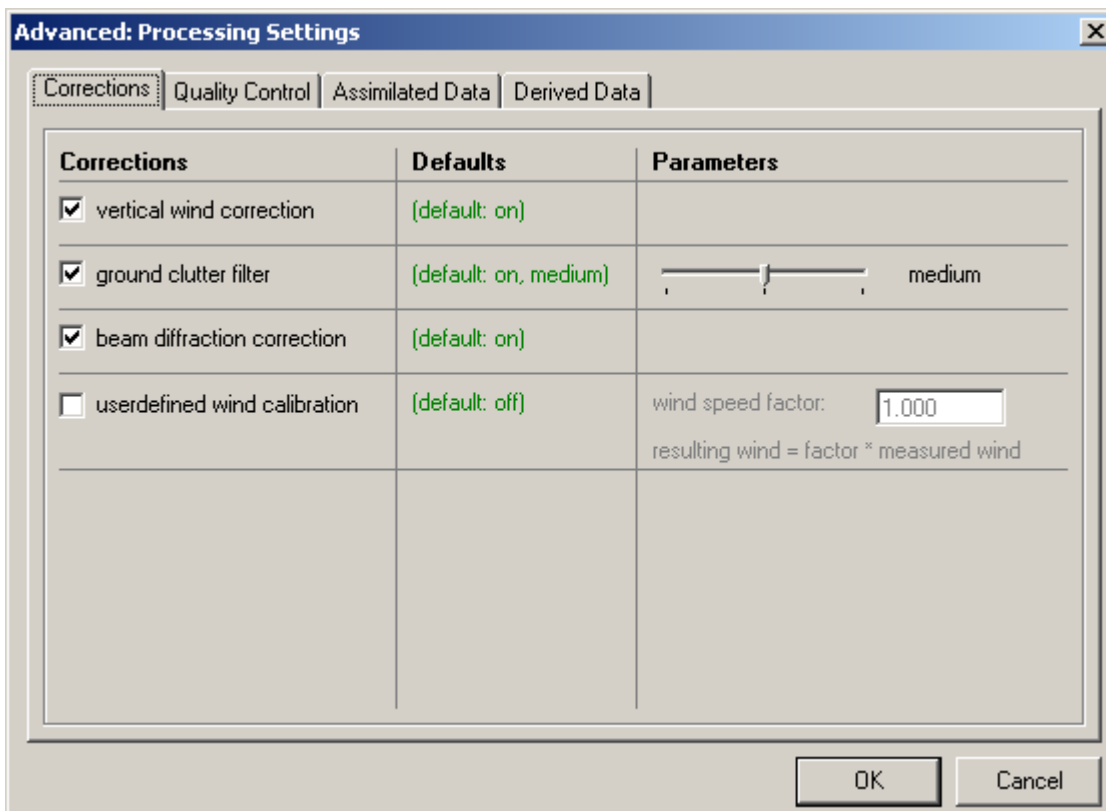 Advanced: Processing Settings
Corrections Quality Control Assimilated Data Derived Data
Corrections Defaults Parameters
vertical wind correction (default: on)
ground clutter filter (default: on, medium) medium
beam diffraction correction (default: on)
userdefined wind calibration (default: off) wind speed factor: 1.000
resulting wind = factor * measured wind
OK Cancel